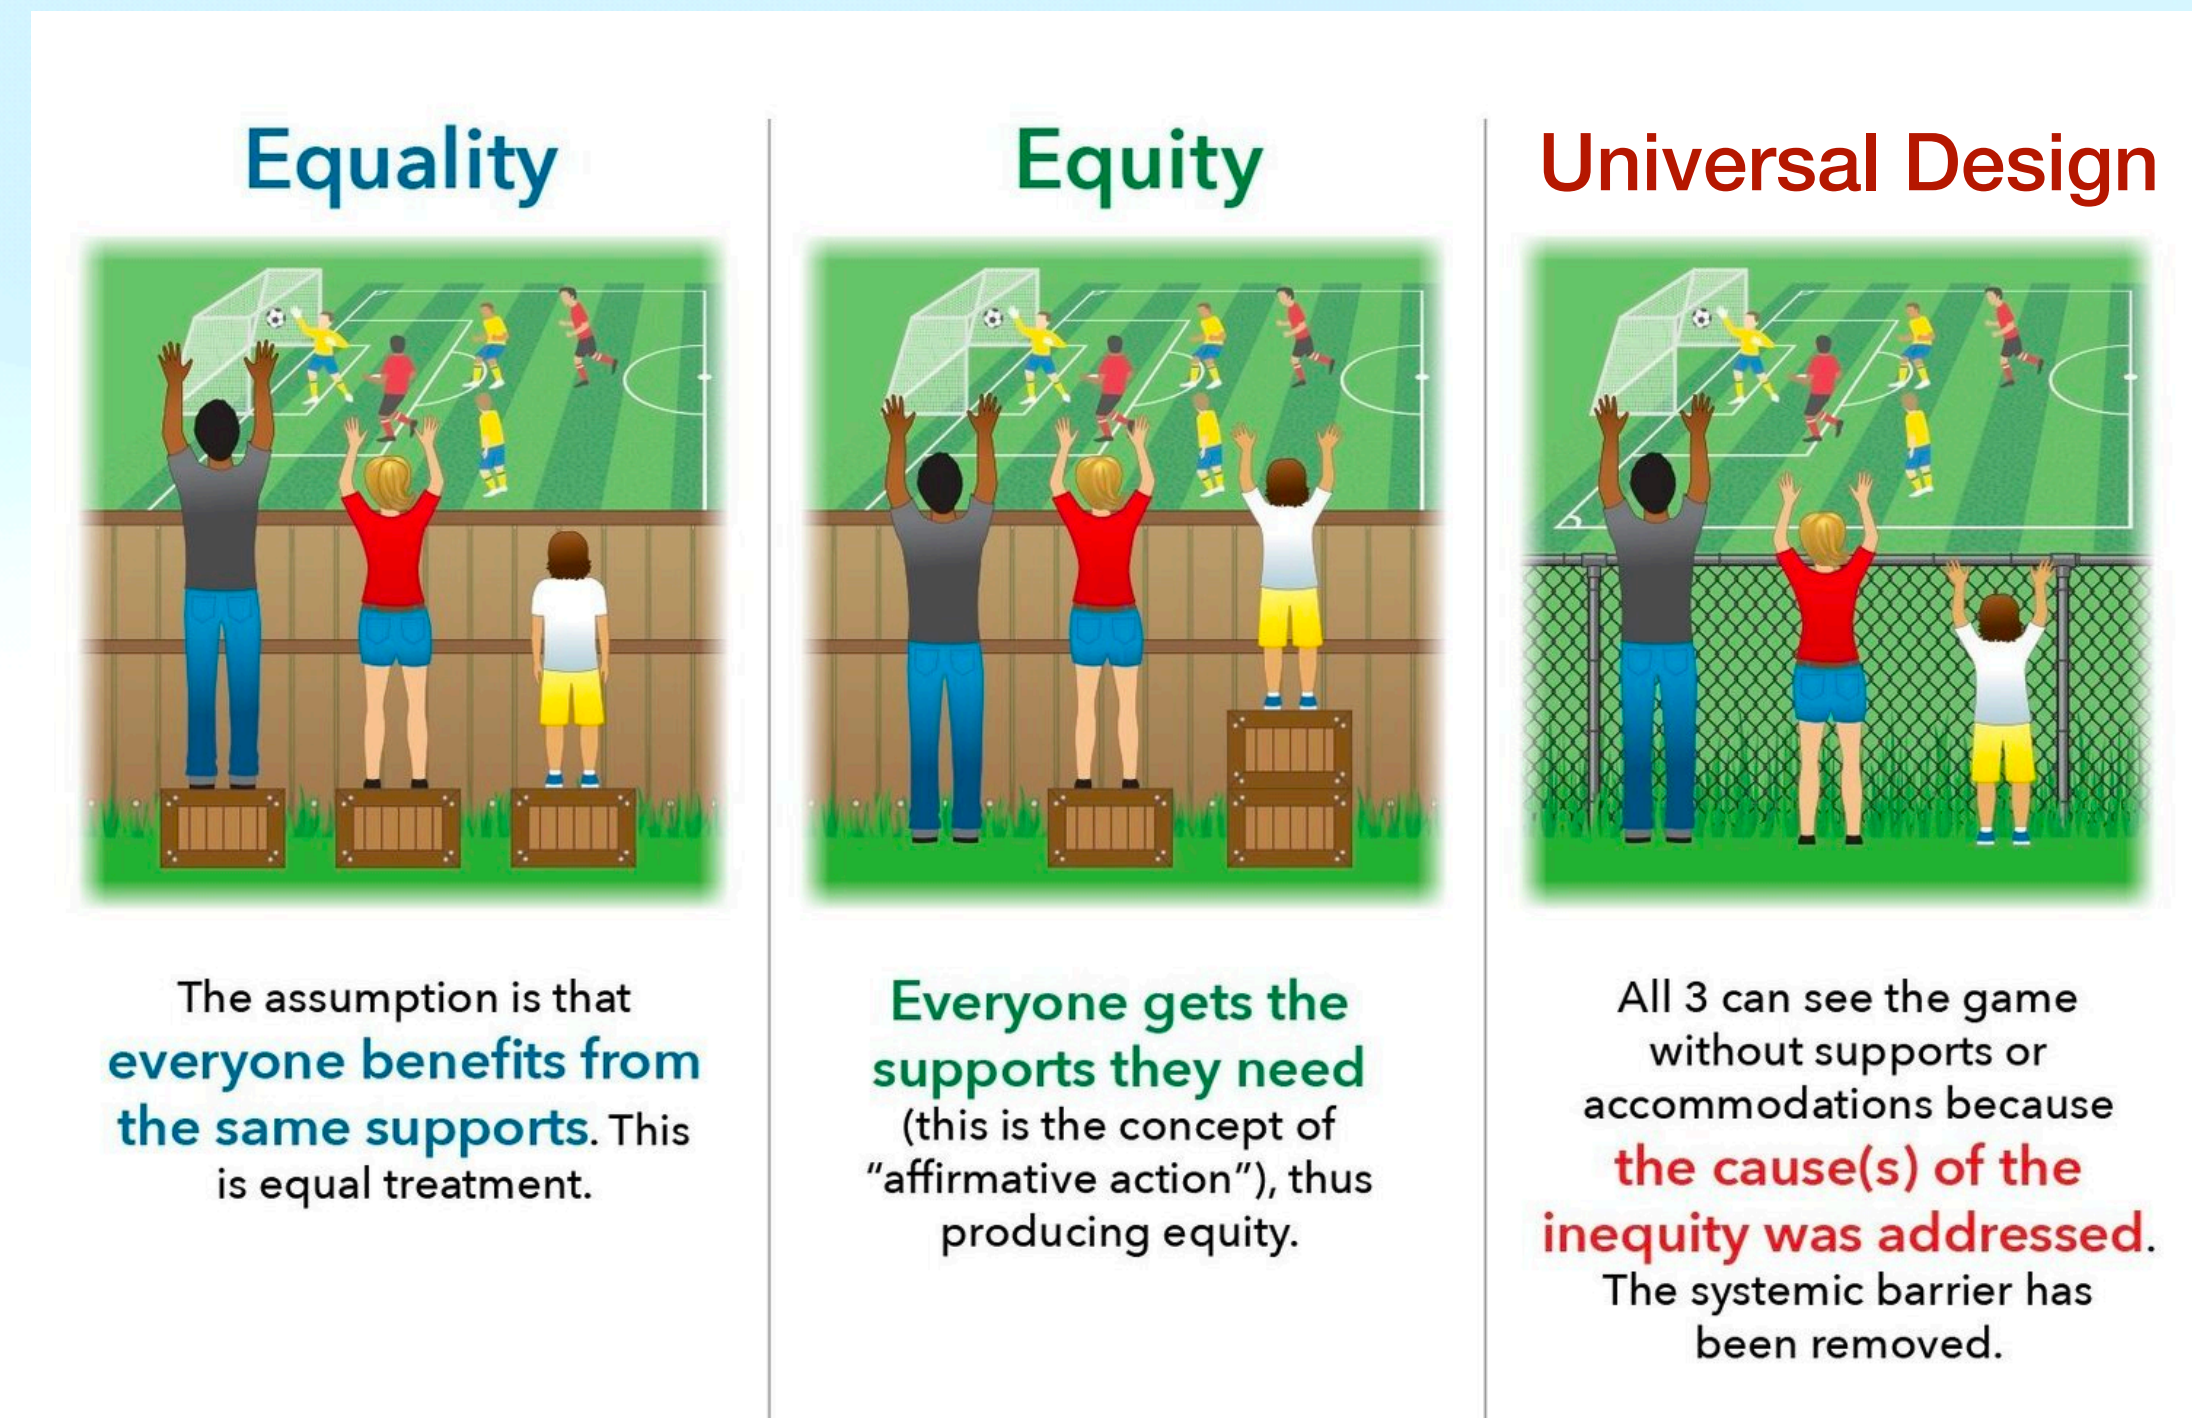 Equality
The assumption is that
everyone benefits from
the same supports. This
is equal treatment.
Equity
Everyone gets the
supports they need
(this is the concept of
"affirmative action"), thus
producing equity.
Universal Design
All 3 can see the game
without supports or
accommodations because
the cause(s) of the
inequity was addressed.
The systemic barrier has
been removed.